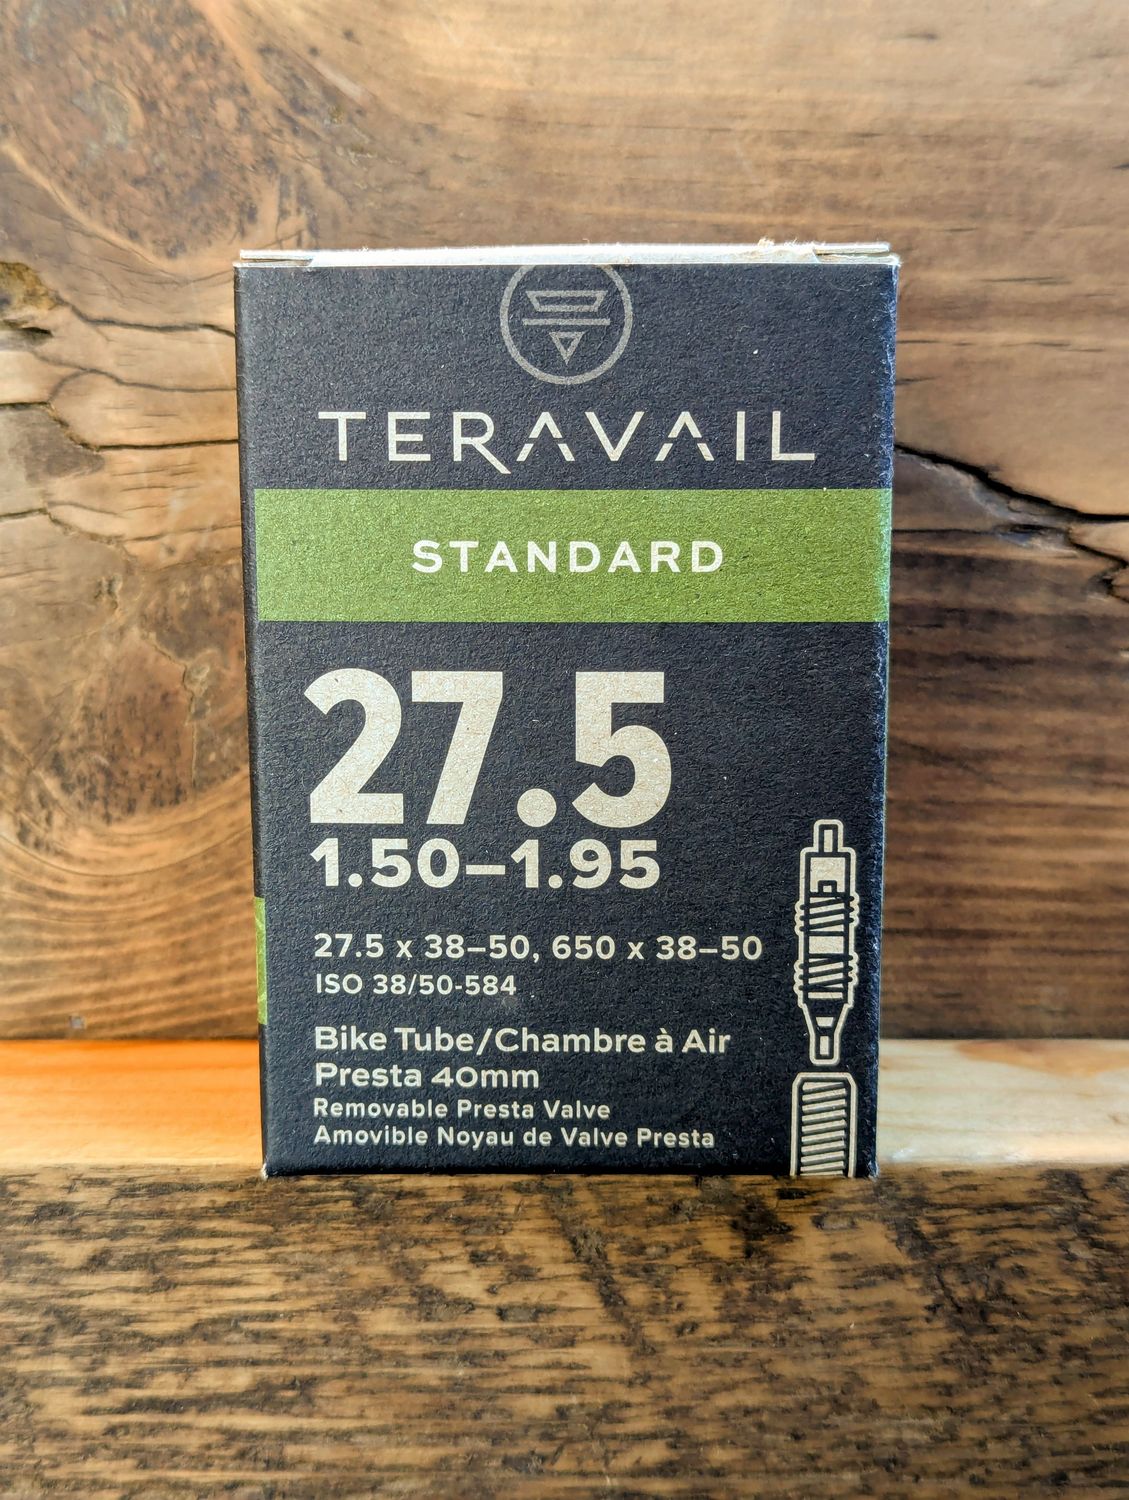 TERAVAIL
STANDARD
27.5
1.50–1.95
27.5 x 38–50, 650 x 38–50
ISO 38/50-584
Bike Tube/Chambre à Air
Presta 40mm
Removable Presta Valve
Amovible Noyau de Valve Presta